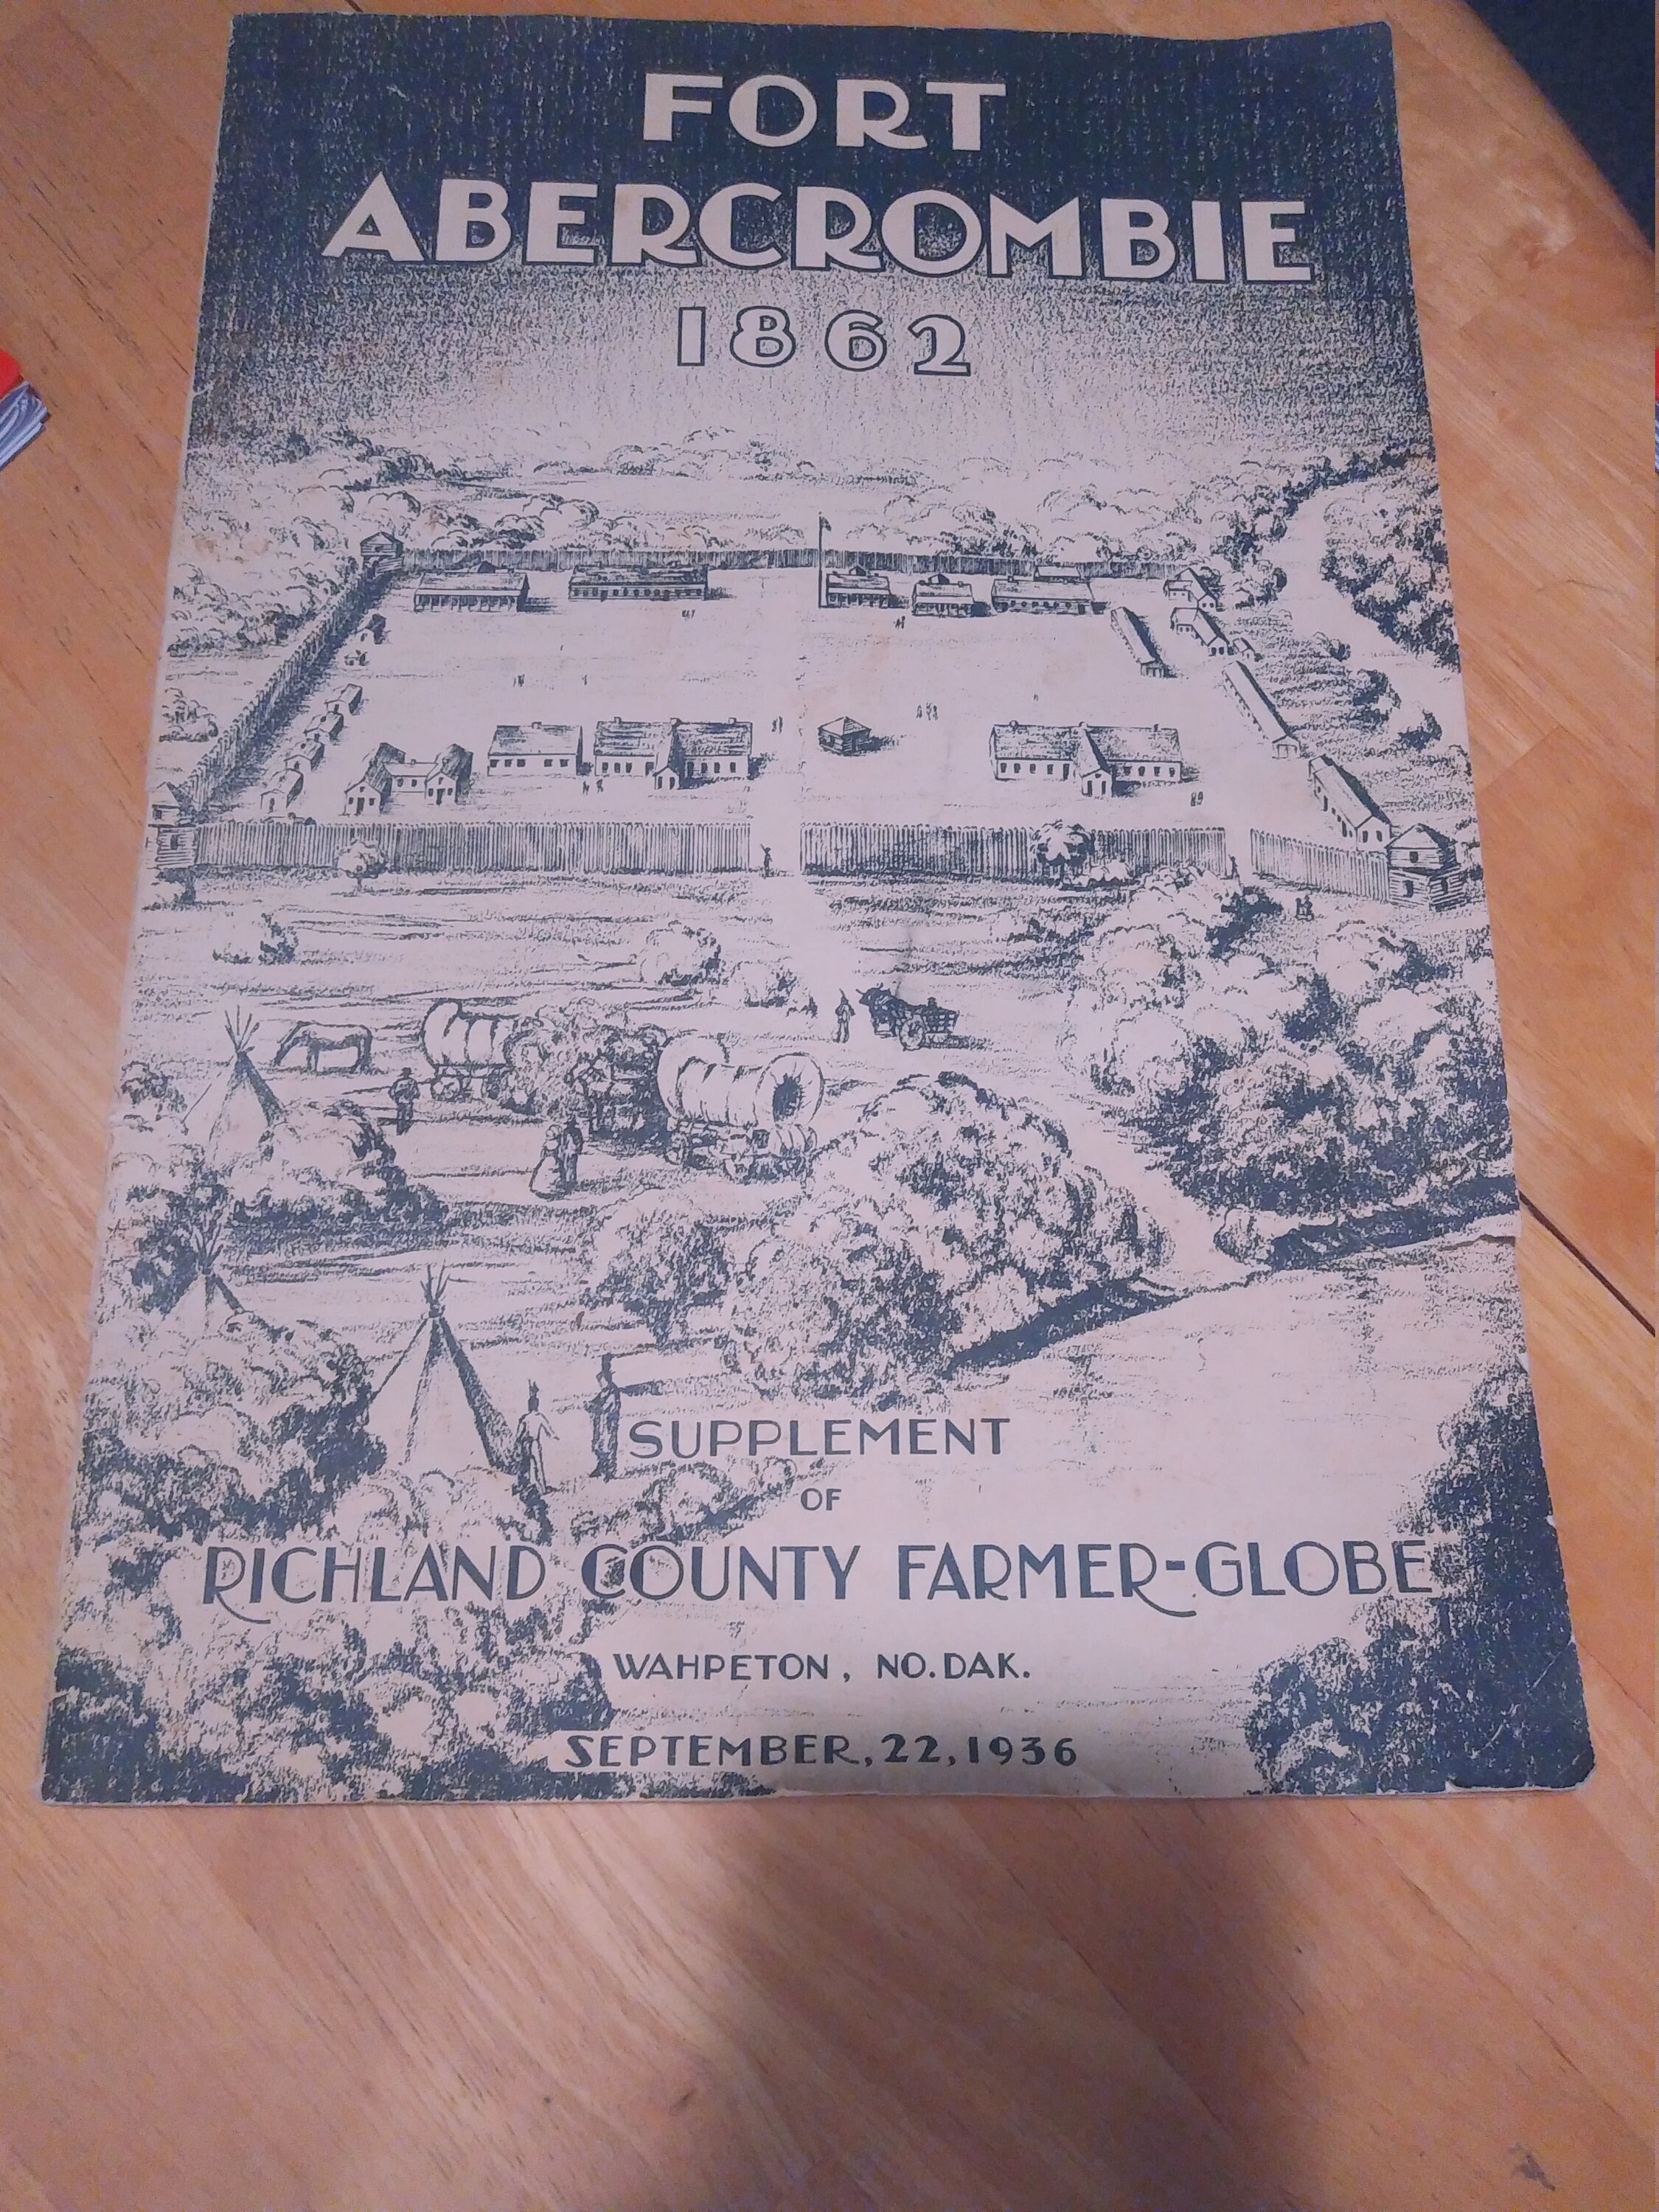 FORT
ABERCROMBIE
1862
SUPPLEMENT
OF
RICHLAND COUNTY FARMER-GLOBE
WAHPETON, NO. DAK.
SEPTEMBER, 22, 1936